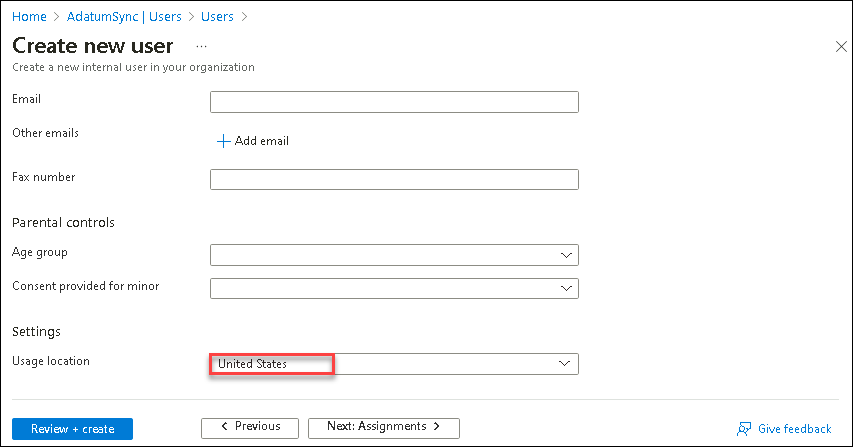 Home > AdatumSync | Users > Users >
Create new user ...
Create a new internal user in your organization
Email
Other emails
+ Add email
Fax number
Parental controls
Age group
Consent provided for minor
Settings
Usage location United States
Review + create < Previous Next: Assignments > Give feedback